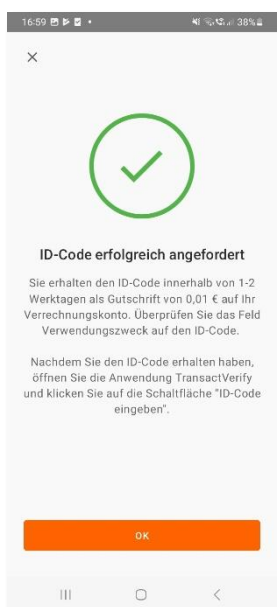 16:59
38%
ID-Code erfolgreich angefordert
Sie erhalten den ID-Code innerhalb von 1-2
Werktagen als Gutschrift von 0,01 € auf Ihr
Verrechnungskonto. Überprüfen Sie das Feld
Verwendungszweck auf den ID-Code.
Nachdem Sie den ID-Code erhalten haben,
öffnen Sie die Anwendung TransactVerify
und klicken Sie auf die Schaltfläche "ID-Code
eingeben".
OK